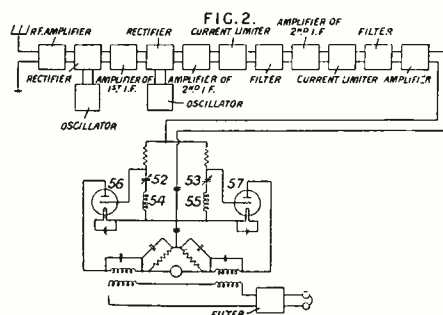 FIG.2.
R.F. AMPLIFIER
RECTIFIER
CURRENT LIMITER
AMPLIFIER OF
2ND I.F.
FILTER
RECTIFIER
AMPLIFIER OF
1ST I.F.
AMPLIFIER OF
2ND I.F.
FILTER
CURRENT LIMITER
AMPLIFIER
OSCILLATOR
OSCILLATOR
56
52
53
57
54
55
FILTER